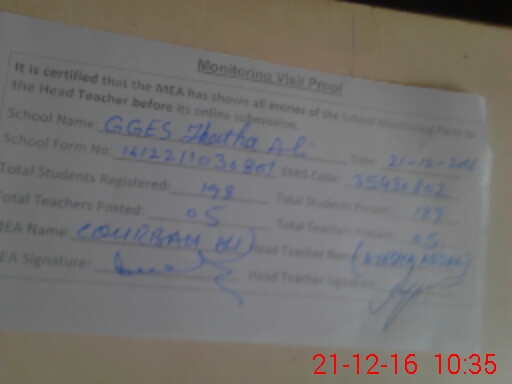 Monitoring Visit Proof
It is certified that the MEA has shown all entries of the School Monitoring Form to
the Head Teacher before its online submission.
School Name: GGES Ali Date: 21-12-2016
School Form No: EMIS Code: 35430802
Total Students Registered: 198 Total Students Present: 189
Total Teachers Posted: 05 Total Teachers Present: 05
MEA Name: Head Teacher Name:
MEA Signature: Head Teacher Signature:
21-12-16 10:35